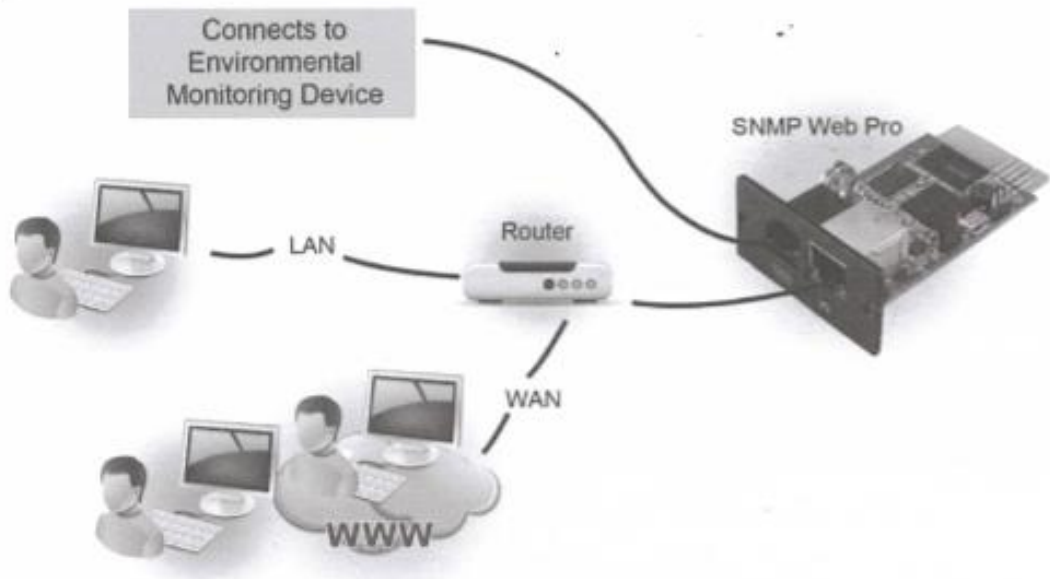 Connects to
Environmental
Monitoring Device
SNMP Web Pro
Router
LAN
WAN
WWW